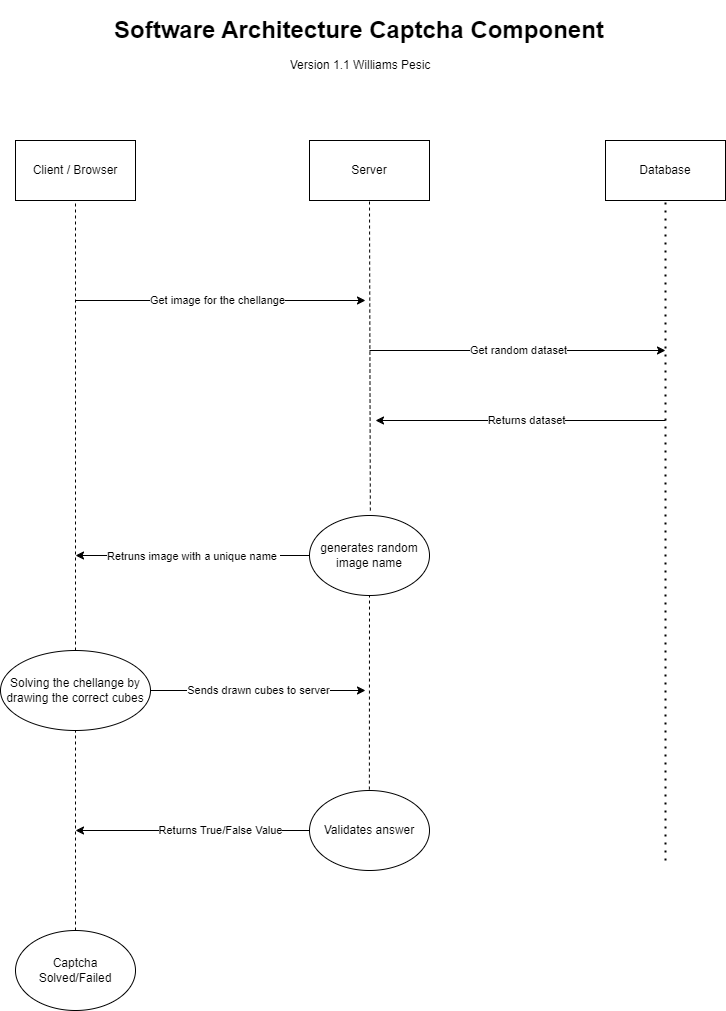 Software Architecture Captcha Component
Version 1.1 Williams Pesic
Client / Browser
Server
Database
Get image for the chellange
Get random dataset
Returns dataset
generates random
image name
Retruns image with a unique name
Solving the chellange by
drawing the correct cubes
Sends drawn cubes to server
Validates answer
Returns True/False Value
Captcha
Solved/Failed